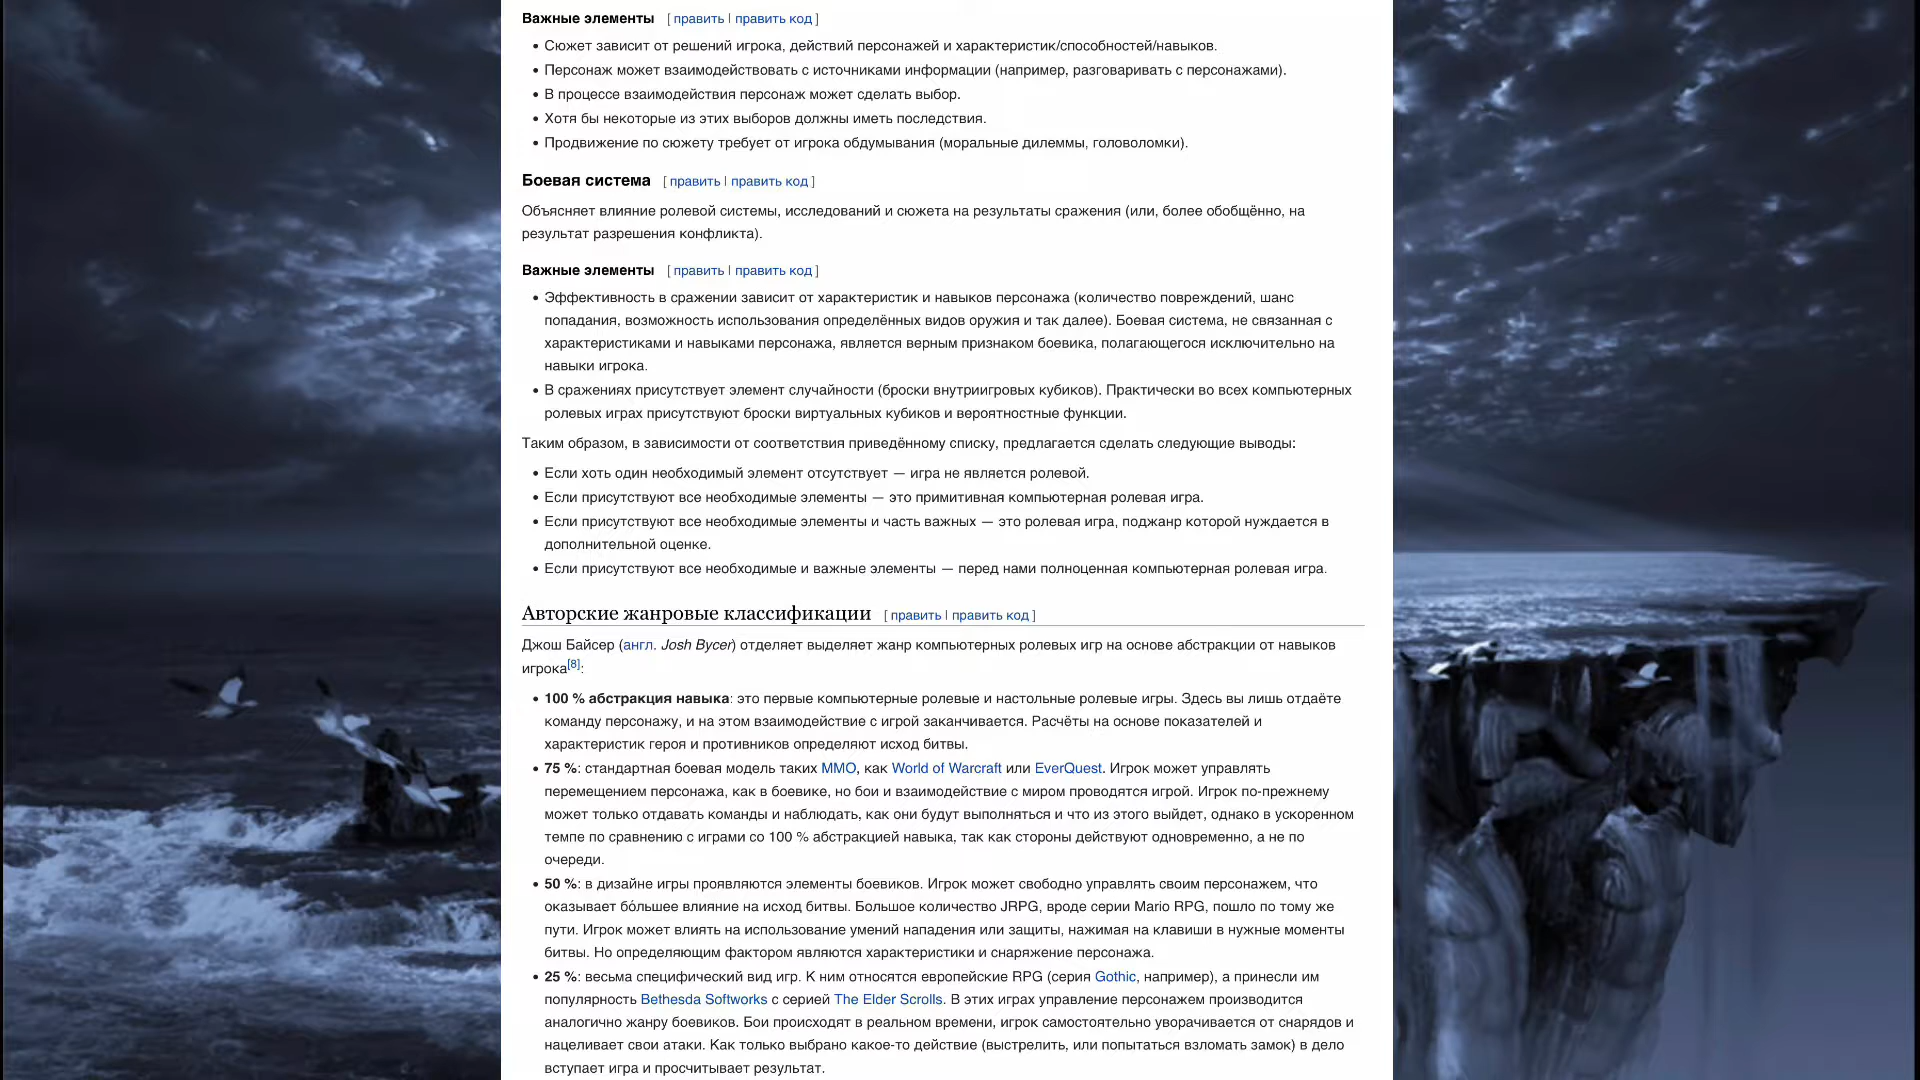 Важные элементы [ править | править код ]
• Сюжет зависит от решений игрока, действий персонажей и характеристик/способностей/навыков.
• Персонаж может взаимодействовать с источниками информации (например, разговаривать с персонажами).
• В процессе взаимодействия персонаж может сделать выбор.
• Хотя бы некоторые из этих выборов должны иметь последствия.
• Продвижение по сюжету требует от игрока обдумывания (моральные дилеммы, головоломки).
Боевая система [ править | править код ]
Объясняет влияние ролевой системы, исследований и сюжета на результаты сражения (или, более обобщённо, на
результат разрешения конфликта).
Важные элементы [ править | править код ]
• Эффективность в сражении зависит от характеристик и навыков персонажа (количество повреждений, шанс
попадания, возможность использования определённых видов оружия и так далее). Боевая система, не связанная с
характеристиками и навыками персонажа, является верным признаком боевика, полагающегося исключительно на
навыки игрока.
• В сражениях присутствует элемент случайности (броски внутриигровых кубиков). Практически во всех компьютерных
ролевых играх присутствуют броски виртуальных кубиков и вероятностные функции.
Таким образом, в зависимости от соответствия приведённому списку, предлагается сделать следующие выводы:
• Если хоть один необходимый элемент отсутствует — игра не является ролевой.
• Если присутствуют все необходимые элементы — это примитивная компьютерная ролевая игра.
• Если присутствуют все необходимые элементы и часть важных — это ролевая игра, поджанр которой нуждается в
дополнительной оценке.
• Если присутствуют все необходимые и важные элементы — перед нами полноценная компьютерная ролевая игра.
Авторские жанровые классификации [ править | править код ]
Джош Байсер (англ. Josh Bycer) отделяет выделяет жанр компьютерных ролевых игр на основе абстракции от навыков
игрока[8]:
• 100 % абстракция навыка: это первые компьютерные ролевые и настольные ролевые игры. Здесь вы лишь отдаёте
команду персонажу, и на этом взаимодействие с игрой заканчивается. Расчёты на основе показателей и
характеристик героя и противников определяют исход битвы.
• 75 %: стандартная боевая модель таких MMO, как World of Warcraft или EverQuest. Игрок может управлять
перемещением персонажа, как в боевике, но бои и взаимодействие с миром проводятся игрой. Игрок по-прежнему
может только отдавать команды и наблюдать, как они будут выполняться и что из этого выйдет, однако в ускоренном
темпе по сравнению с играми со 100 % абстракцией навыка, так как стороны действуют одновременно, а не по
очереди.
• 50 %: в дизайне игры проявляются элементы боевиков. Игрок может свободно управлять своим персонажем, что
оказывает бо́льшее влияние на исход битвы. Большое количество JRPG, вроде серии Mario RPG, пошло по тому же
пути. Игрок может влиять на использование умений нападения или защиты, нажимая на клавиши в нужные моменты
битвы. Но определяющим фактором являются характеристики и снаряжение персонажа.
• 25 %: весьма специфический вид игр. К ним относятся европейские RPG (серия Gothic, например), а принесли им
популярность Bethesda Softworks с серией The Elder Scrolls. В этих играх управление персонажем производится
аналогично жанру боевиков. Бои происходят в реальном времени, игрок самостоятельно уворачивается от снарядов и
нацеливает свои атаки. Как только выбрано какое-то действие (выстрелить, или попытаться взломать замок) в дело
вступает игра и просчитывает результат.